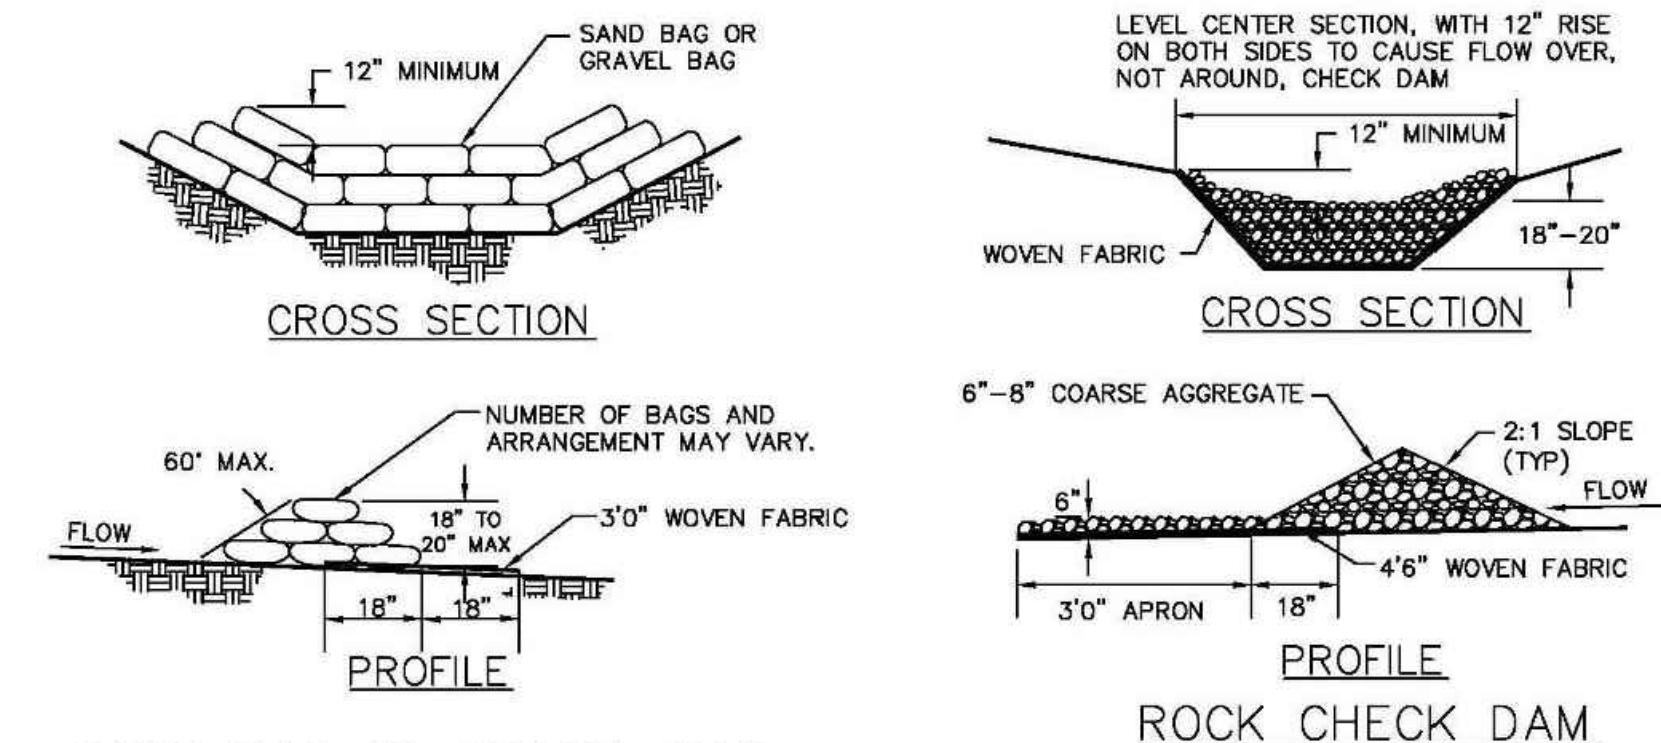 SAND BAG OR
GRAVEL BAG
12" MINIMUM
CROSS SECTION
LEVEL CENTER SECTION, WITH 12" RISE
ON BOTH SIDES TO CAUSE FLOW OVER,
NOT AROUND, CHECK DAM
12" MINIMUM
18"-20"
WOVEN FABRIC
CROSS SECTION
NUMBER OF BAGS AND
ARRANGEMENT MAY VARY.
60° MAX.
FLOW
18" TO
20" MAX
3'0" WOVEN FABRIC
18"
18"
PROFILE
6"-8" COARSE AGGREGATE
2:1 SLOPE
(TYP)
FLOW
6"
4'6" WOVEN FABRIC
3'0" APRON
18"
PROFILE
ROCK CHECK DAM